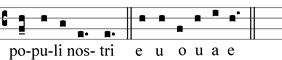 po-pu-li nos- tri e u o u a e